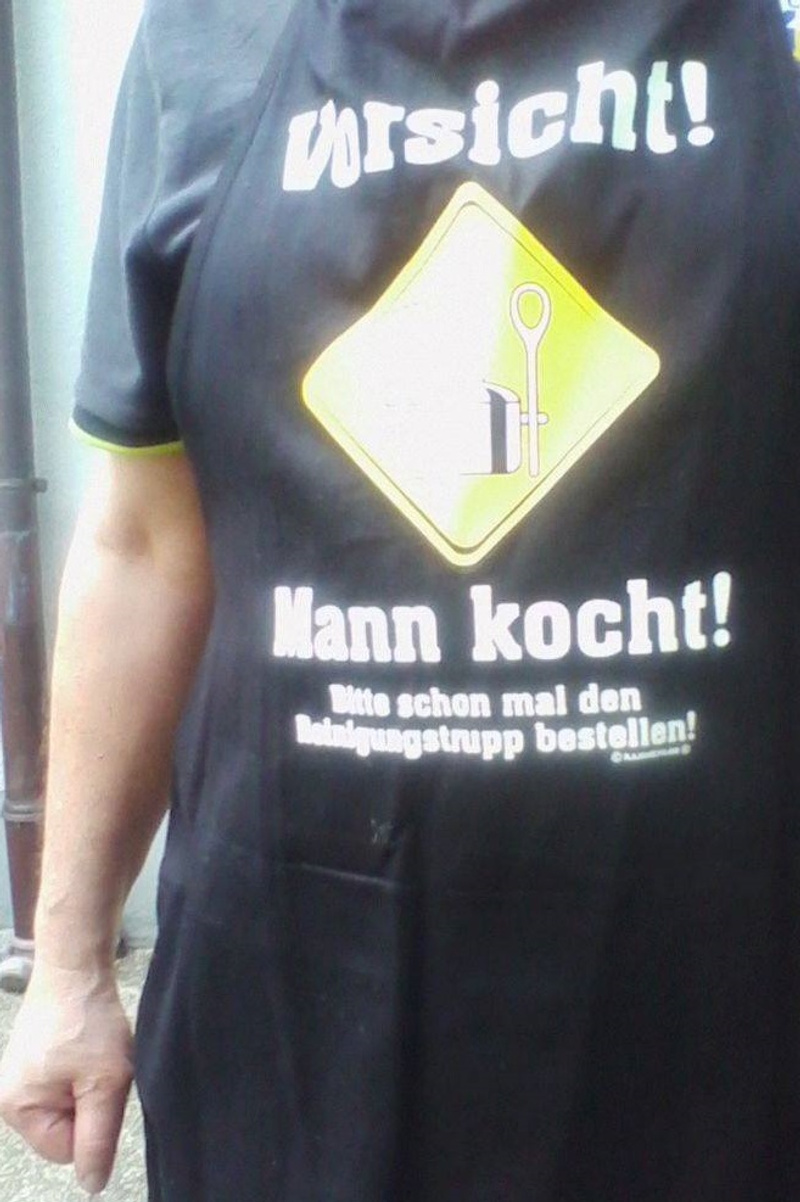 Vorsicht!
Mann kocht!
Bitte schon mal den
Reinigungstrupp bestellen!